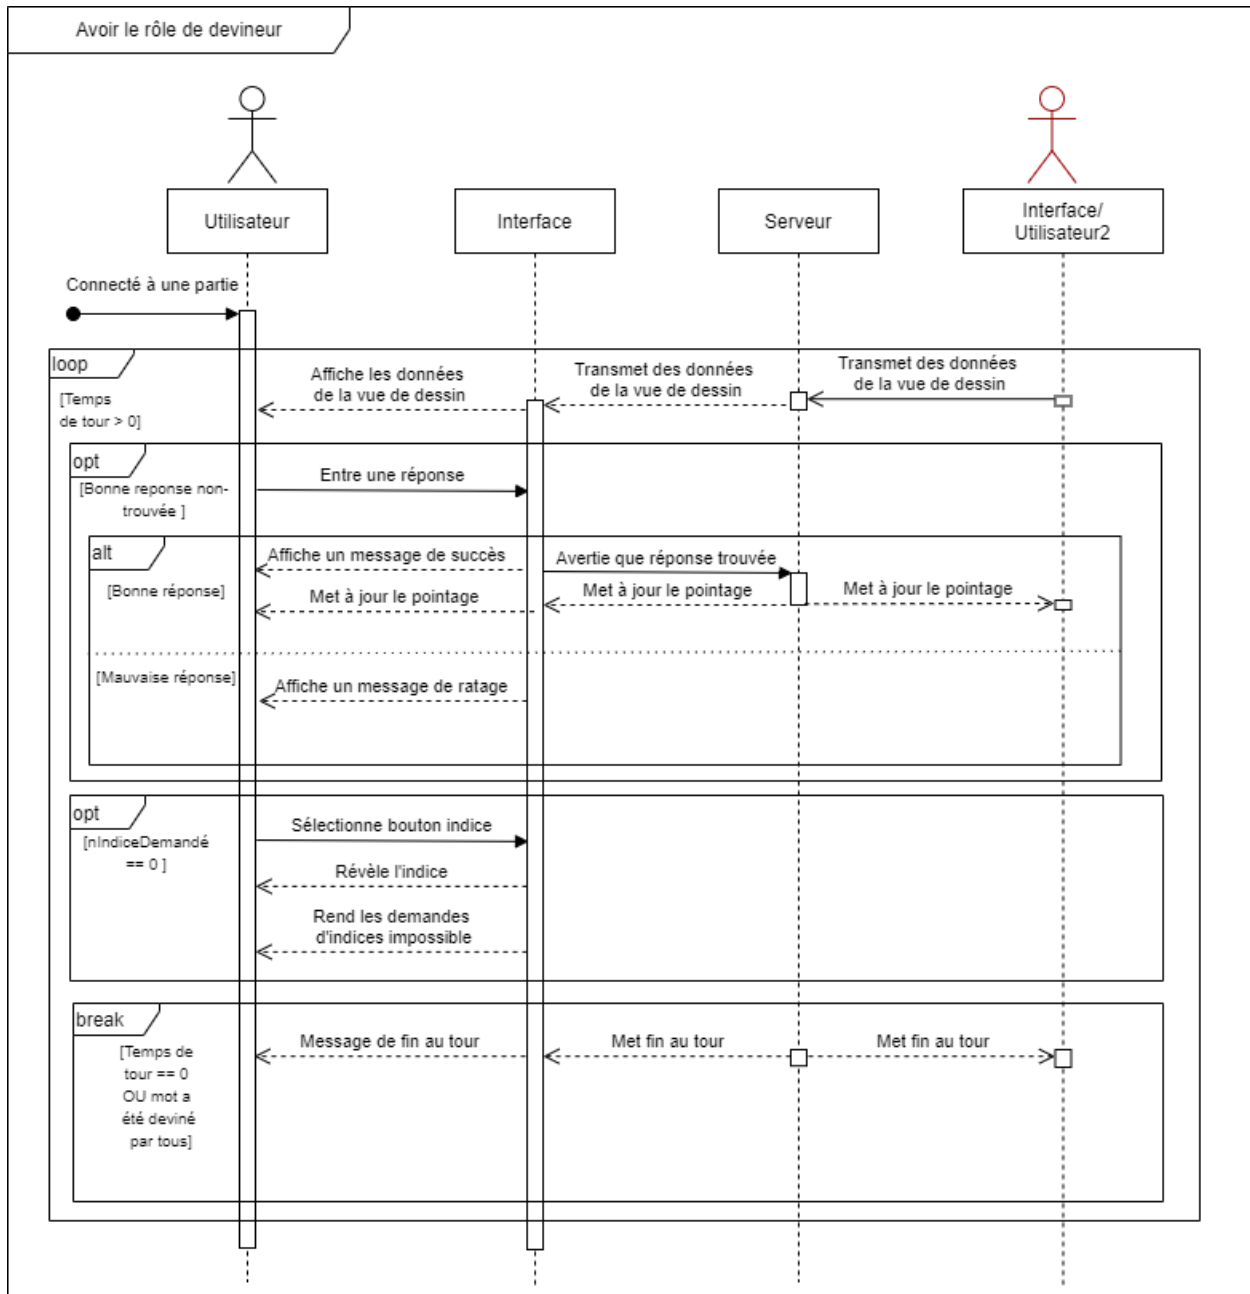 Avoir le rôle de devineur
Utilisateur
Interface
Serveur
Interface/
Utilisateur2
Connecté à une partie
loop
[Temps
de tour > 0]
Affiche les données
de la vue de dessin
Transmet des données
de la vue de dessin
Transmet des données
de la vue de dessin
opt
[Bonne reponse non-
trouvée ]
Entre une réponse
alt
[Bonne réponse]
Affiche un message de succès
Avertie que réponse trouvée
Met à jour le pointage
Met à jour le pointage
Met à jour le pointage
[Mauvaise réponse]
Affiche un message de ratage
opt
[nIndiceDemandé
== 0 ]
Sélectionne bouton indice
Révèle l'indice
Rend les demandes
d'indices impossible
break
[Temps de
tour == 0
OU mot a
été deviné
par tous]
Message de fin au tour
Met fin au tour
Met fin au tour